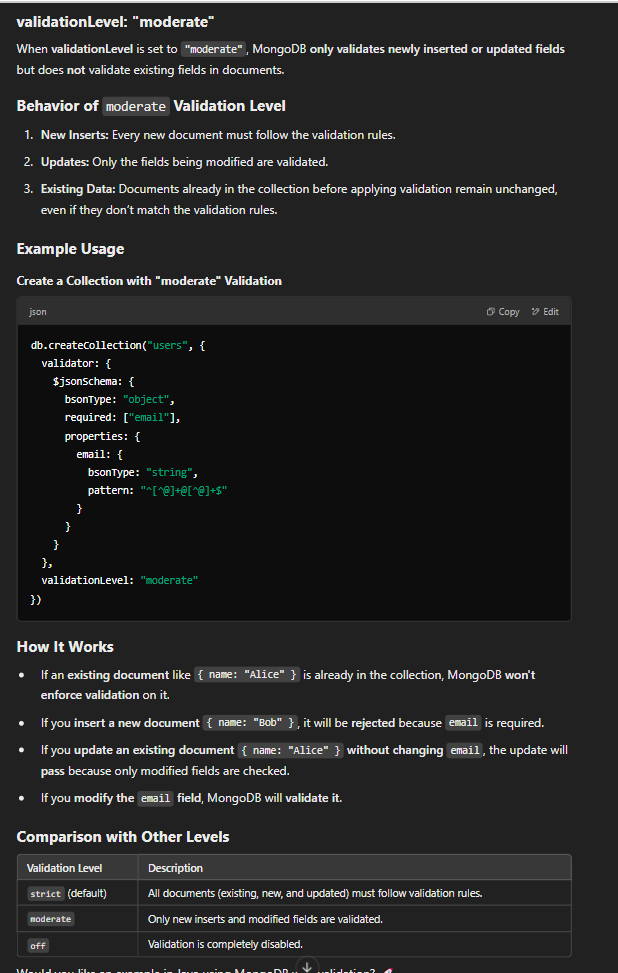 validationLevel: "moderate"
When validationLevel is set to "moderate", MongoDB only validates newly inserted or updated fields
but does not validate existing fields in documents.
Behavior of moderate Validation Level
1. New Inserts: Every new document must follow the validation rules.
2. Updates: Only the fields being modified are validated.
3. Existing Data: Documents already in the collection before applying validation remain unchanged,
even if they don't match the validation rules.
Example Usage
Create a Collection with "moderate" Validation
json Copy Edit
db.createCollection("users", {
  validator: {
    $jsonSchema: {
      bsonType: "object",
      required: ["email"],
      properties: {
        email: {
          bsonType: "string",
          pattern: "^[^@]+@[^@]+$"
        }
      }
    }
  },
  validationLevel: "moderate"
})
How It Works
• If an existing document like { name: "Alice" } is already in the collection, MongoDB won't
enforce validation on it.
• If you insert a new document { name: "Bob" }, it will be rejected because email is required.
• If you update an existing document { name: "Alice" } without changing email, the update will
pass because only modified fields are checked.
• If you modify the email field, MongoDB will validate it.
Comparison with Other Levels
Validation Level Description
strict (default) All documents (existing, new, and updated) must follow validation rules.
moderate Only new inserts and modified fields are validated.
off Validation is completely disabled.
Would you like an example in Java using MongoDB validation?